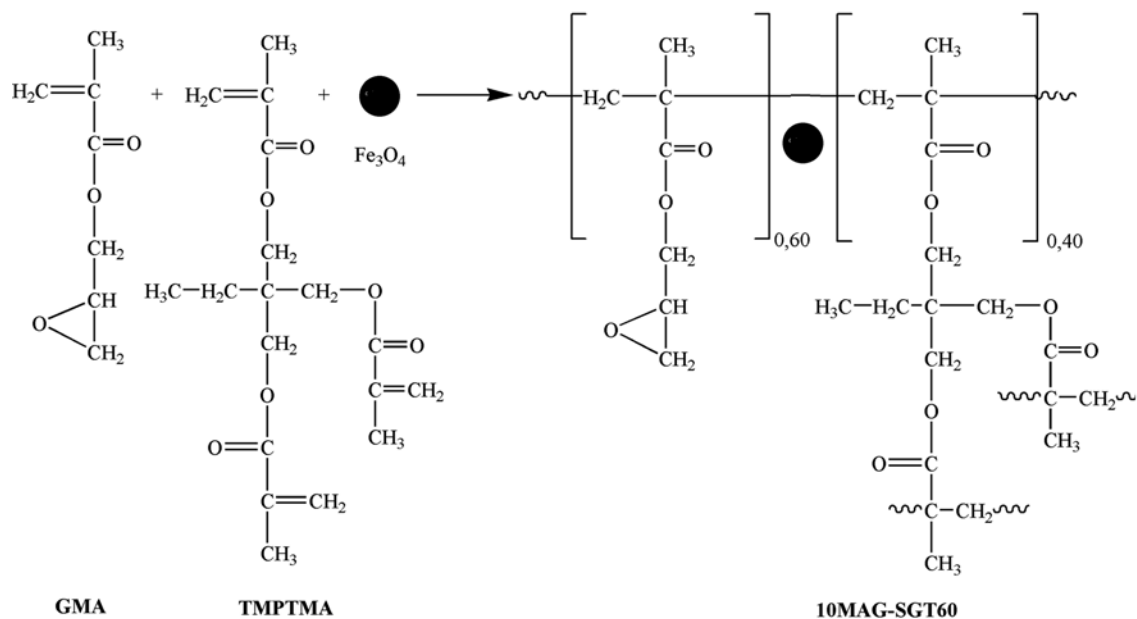 CH₃ CH₃ CH₃ CH₃
H₂C + H₂C + H₂C CH₂
C C C C
C=O C=O Fe₃O₄ C=O C=O
O O O O
0,60 0,40
CH₂ CH₂ CH₂ CH₂
H₃C—H₂C—C—CH₂ O H₃C—H₂C—C—CH₂ O
CH CH
O O
CH₂ CH₂ CH₂ CH₂
C=O C=O
O O
C=CH₂ C—CH₂
CH₃ CH₃
O=C O=C
C=CH₂ C—CH₂
CH₃ CH₃
GMA TMPTMA 10MAG-SGT60